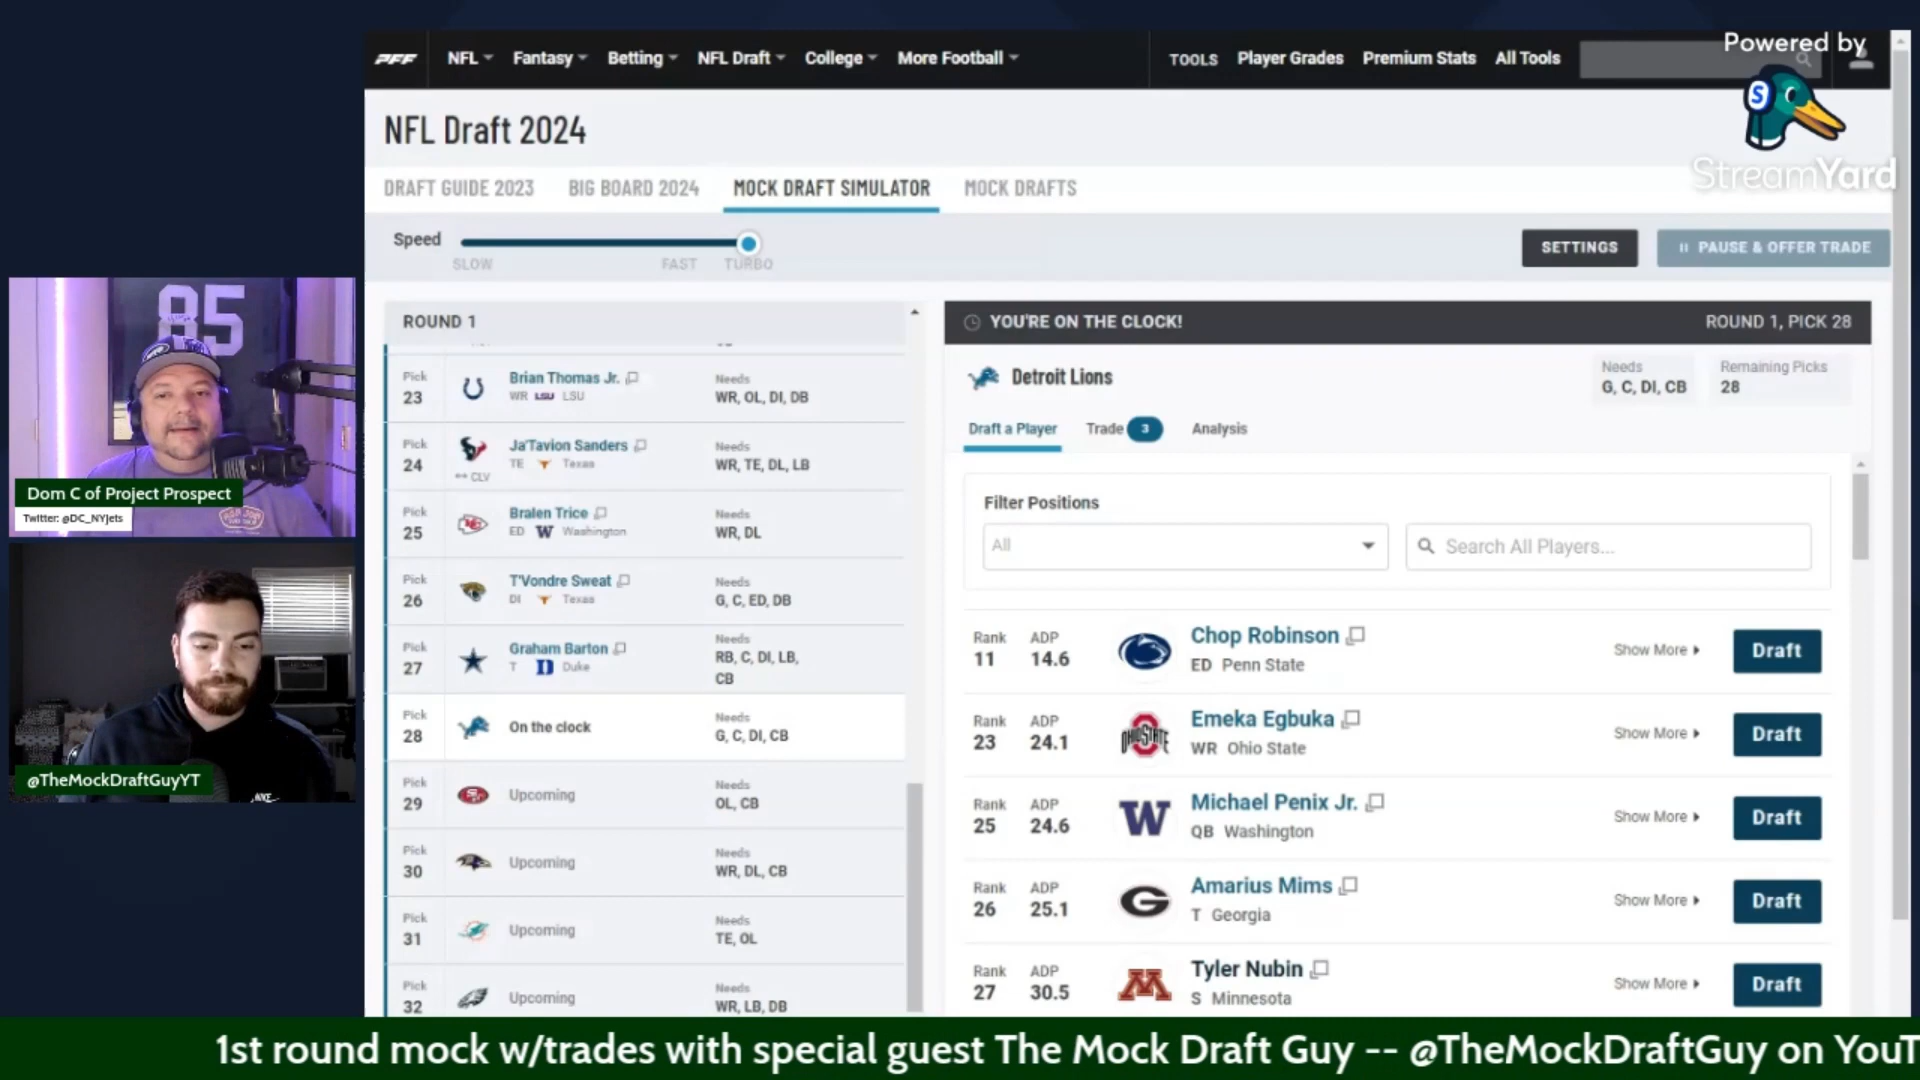 Powered by
StreamYard
PFF
NFL
Fantasy
Betting
NFL Draft
College
More Football
TOOLS
Player Grades
Premium Stats
All Tools
NFL Draft 2024
DRAFT GUIDE 2023
BIG BOARD 2024
MOCK DRAFT SIMULATOR
MOCK DRAFTS
Speed
SLOW
FAST
TURBO
SETTINGS
PAUSE & OFFER TRADE
85
Dom C of Project Prospect
Twitter: @DC_NYjets
@TheMockDraftGuyYT
ROUND 1
Pick 23
Brian Thomas Jr.
WR LSU LSU
Needs
WR, OL, DI, DB
Pick 24
↔ CLV
Ja'Tavion Sanders
TE Texas
Needs
WR, TE, DL, LB
Pick 25
Bralen Trice
ED W Washington
Needs
WR, DL
Pick 26
T'Vondre Sweat
DI Texas
Needs
G, C, ED, DB
Pick 27
Graham Barton
T D Duke
Needs
RB, C, DI, LB,
CB
Pick 28
On the clock
Needs
G, C, DI, CB
Pick 29
Upcoming
Needs
OL, CB
Pick 30
Upcoming
Needs
WR, DL, CB
Pick 31
Upcoming
Needs
TE, OL
Pick 32
Upcoming
Needs
WR, LB, DB
YOU'RE ON THE CLOCK!
ROUND 1, PICK 28
Detroit Lions
Needs
G, C, DI, CB
Remaining Picks
28
Draft a Player
Trade 3
Analysis
Filter Positions
All
Search All Players...
Rank 11
ADP 14.6
Chop Robinson
ED Penn State
Show More
Draft
Rank 23
ADP 24.1
OHIO STATE
Emeka Egbuka
WR Ohio State
Show More
Draft
Rank 25
ADP 24.6
W
Michael Penix Jr.
QB Washington
Show More
Draft
Rank 26
ADP 25.1
G
Amarius Mims
T Georgia
Show More
Draft
Rank 27
ADP 30.5
M
Tyler Nubin
S Minnesota
Show More
Draft
1st round mock w/trades with special guest The Mock Draft Guy -- @TheMockDraftGuy on YouT